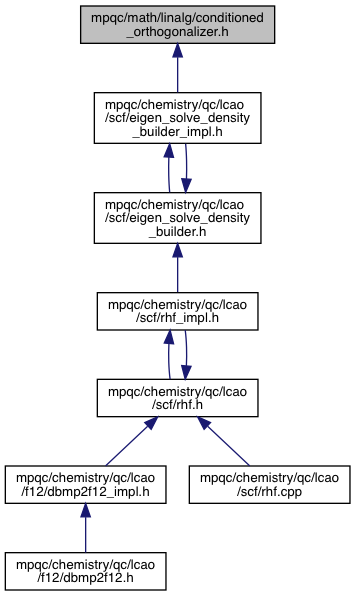 mpqc/math/linalg/conditioned
_orthogonalizer.h
mpqc/chemistry/qc/lcao
/scf/eigen_solve_density
_builder_impl.h
mpqc/chemistry/qc/lcao
/scf/eigen_solve_density
_builder.h
mpqc/chemistry/qc/lcao
/scf/rhf_impl.h
mpqc/chemistry/qc/lcao
/scf/rhf.h
mpqc/chemistry/qc/lcao
/f12/dbmp2f12_impl.h
mpqc/chemistry/qc/lcao
/scf/rhf.cpp
mpqc/chemistry/qc/lcao
/f12/dbmp2f12.h